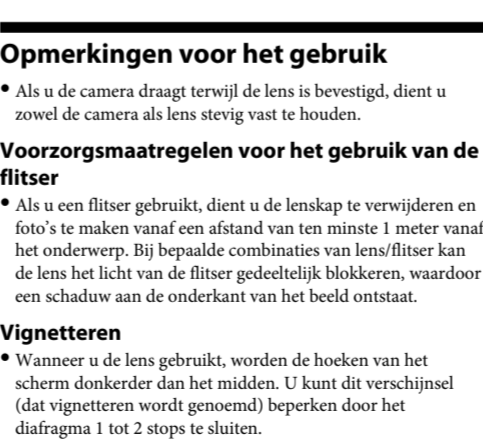 Opmerkingen voor het gebruik
• Als u de camera draagt terwijl de lens is bevestigd, dient u
zowel de camera als lens stevig vast te houden.
Voorzorgsmaatregelen voor het gebruik van de
flitser
• Als u een flitser gebruikt, dient u de lenskap te verwijderen en
foto's te maken vanaf een afstand van ten minste 1 meter vanaf
het onderwerp. Bij bepaalde combinaties van lens/flitser kan
de lens het licht van de flitser gedeeltelijk blokkeren, waardoor
een schaduw aan de onderkant van het beeld ontstaat.
Vignetteren
• Wanneer u de lens gebruikt, worden de hoeken van het
scherm donkerder dan het midden. U kunt dit verschijnsel
(dat vignetteren wordt genoemd) beperken door het
diafragma 1 tot 2 stops te sluiten.